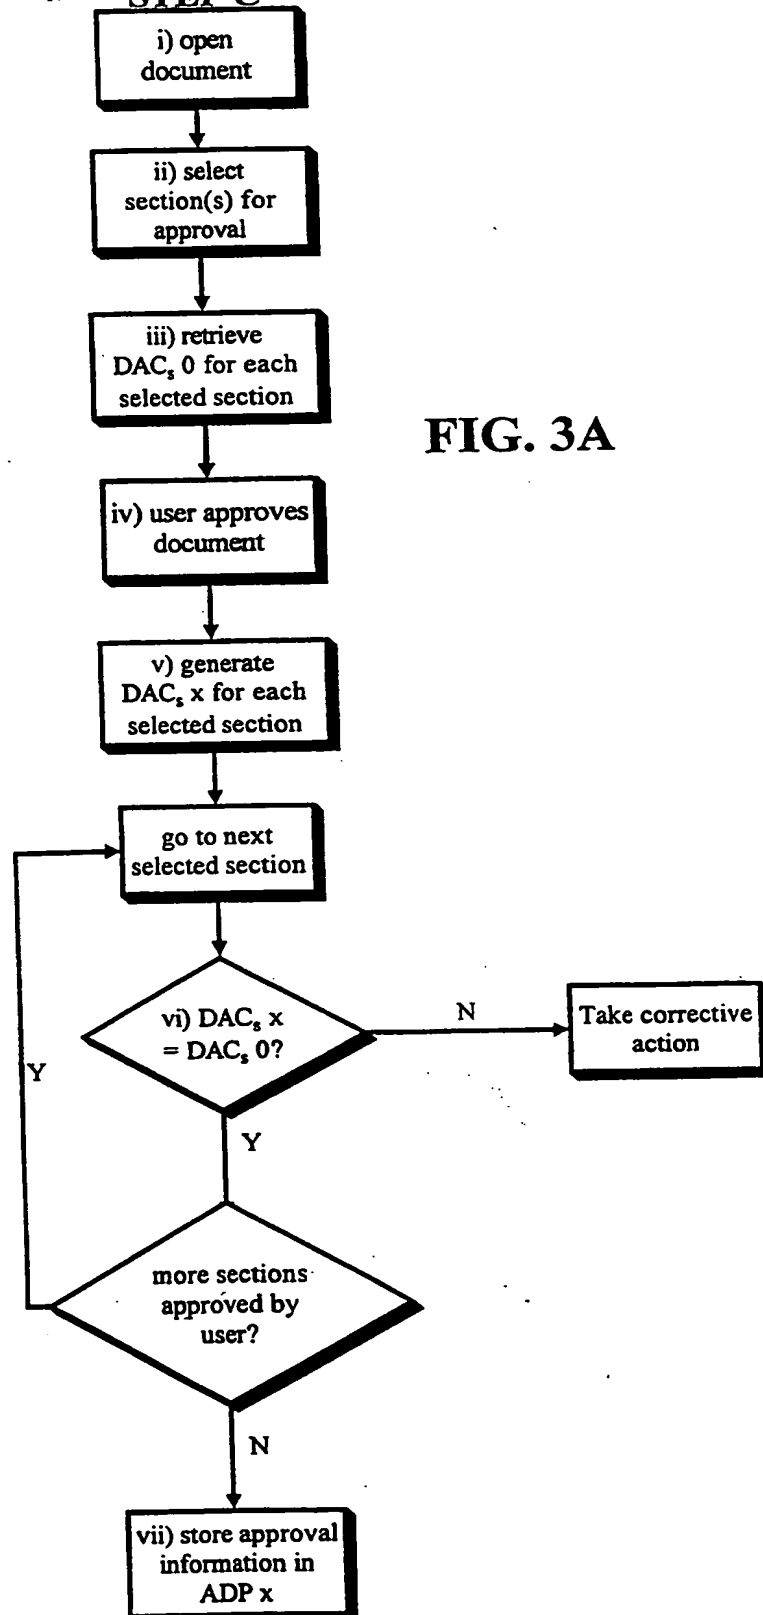 STEP C
i) open
document
ii) select
section(s) for
approval
iii) retrieve
DACₛ 0 for each
selected section
FIG. 3A
iv) user approves
document
v) generate
DACₛ x for each
selected section
go to next
selected section
vi) DACₛ x
= DACₛ 0?
N
Take corrective
action
Y
Y
more sections
approved by
user?
N
vii) store approval
information in
ADP x